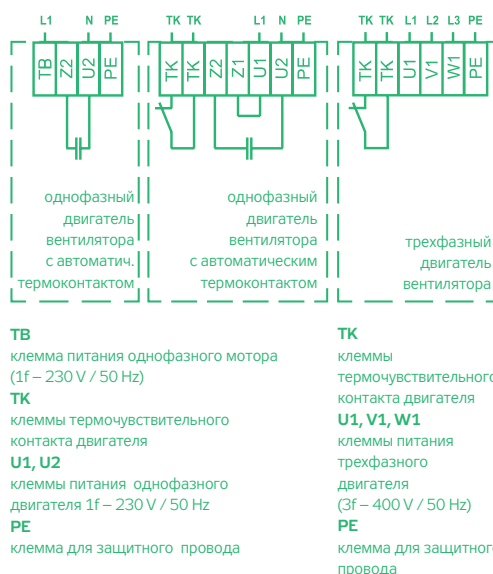 L1 N PE
TB Z2 U2 PE
однофазный
двигатель
вентилятора
с автоматич.
термоконтактом
TK TK L1 N PE
TK TK Z2 Z1 U1 U2 PE
однофазный
двигатель
вентилятора
с автоматическим
термоконтактом
TK TK L1 L2 L3 PE
TK TK U1 V1 W1 PE
трехфазный
двигатель
вентилятора
TB
клемма питания однофазного мотора
(1f – 230 V / 50 Hz)
TK
клеммы термочувствительного
контакта двигателя
U1, U2
клеммы питания однофазного
двигателя 1f – 230 V / 50 Hz
PE
клемма для защитного провода
TK
клеммы
термочувствительного
контакта двигателя
U1, V1, W1
клеммы питания
трехфазного
двигателя
(3f – 400 V / 50 Hz)
PE
клемма для защитного
провода